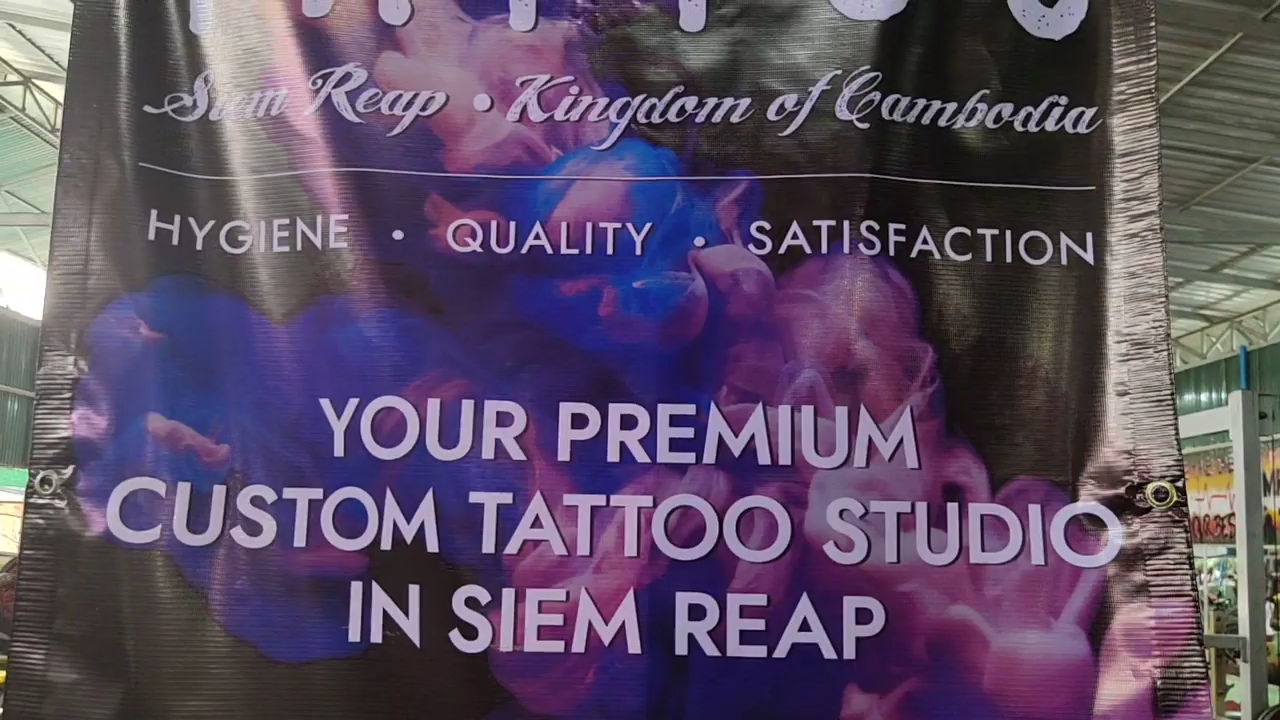 Siem Reap • Kingdom of Cambodia
HYGIENE • QUALITY • SATISFACTION
YOUR PREMIUM
CUSTOM TATTOO STUDIO
IN SIEM REAP